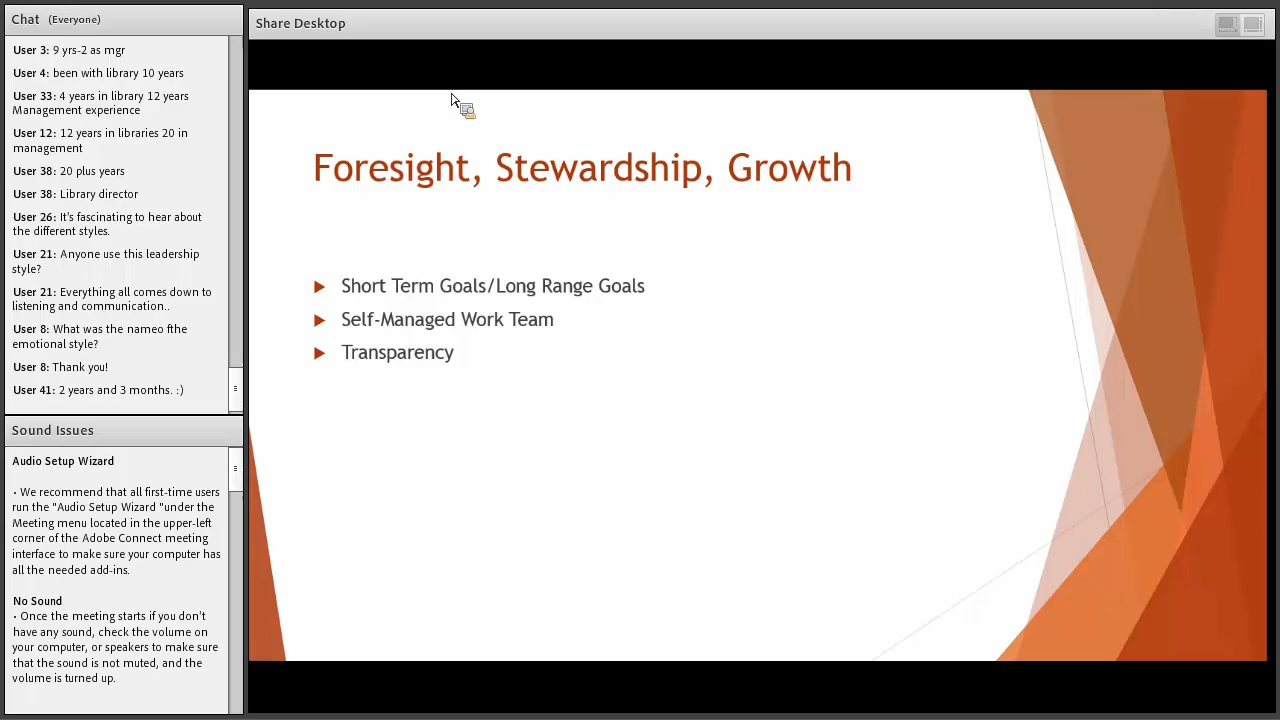 Chat (Everyone)
User 3: 9 yrs-2 as mgr
User 4: been with library 10 years
User 33: 4 years in library 12 years
Management experience
User 12: 12 years in libraries 20 in
management
User 38: 20 plus years
User 38: Library director
User 26: It's fascinating to hear about
the different styles.
User 21: Anyone use this leadership
style?
User 21: Everything all comes down to
listening and communication..
User 8: What was the nameo fthe
emotional style?
User 8: Thank you!
User 41: 2 years and 3 months. :)
Sound Issues
Audio Setup Wizard
• We recommend that all first-time users
run the "Audio Setup Wizard "under the
Meeting menu located in the upper-left
corner of the Adobe Connect meeting
interface to make sure your computer has
all the needed add-ins.
No Sound
• Once the meeting starts if you don't
have any sound, check the volume on
your computer, or speakers to make sure
that the sound is not muted, and the
volume is turned up.
Share Desktop
Foresight, Stewardship, Growth
Short Term Goals/Long Range Goals
Self-Managed Work Team
Transparency